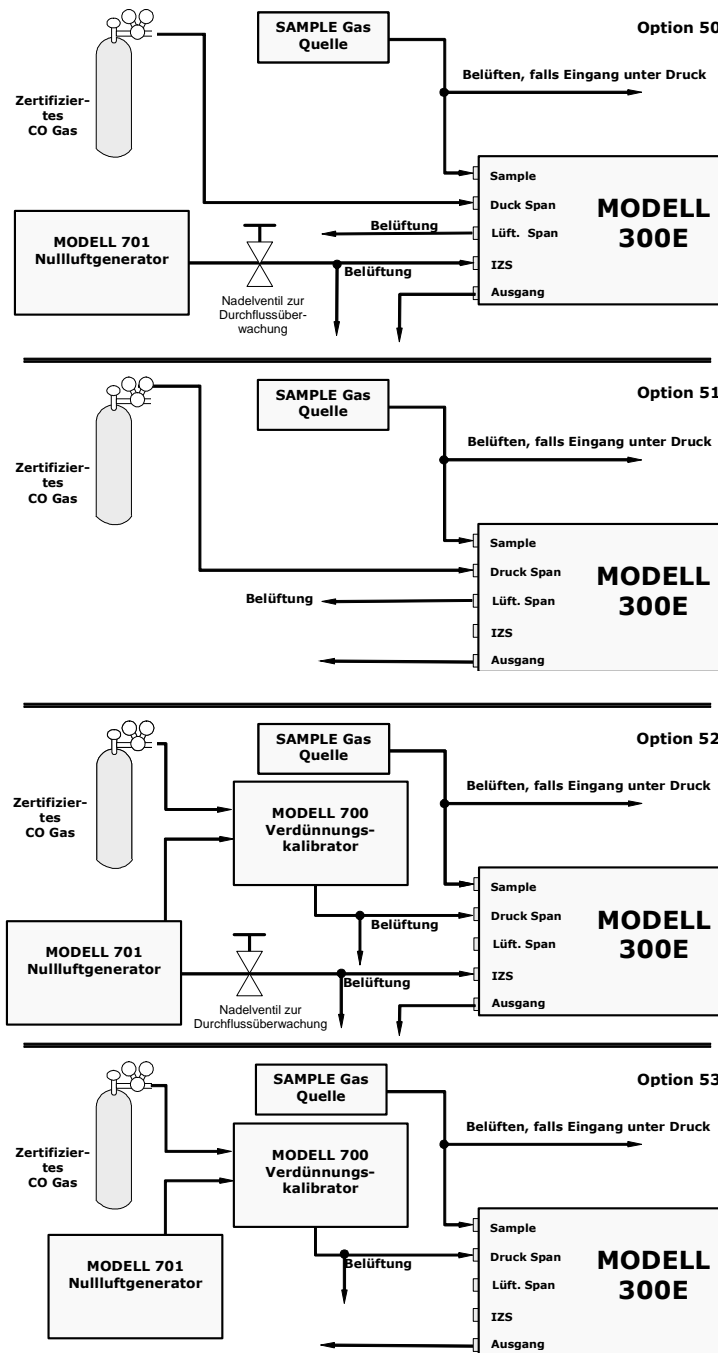 SAMPLE Gas
Quelle
Option 50
Belüften, falls Eingang unter Druck
Zertifizier-
tes
CO Gas
Sample
Duck Span
MODELL
300E
Belüftung
Lüft. Span
MODELL 701
Nullluftgenerator
IZS
Belüftung
Ausgang
Nadelventil zur
Durchflussüber-
wachung
SAMPLE Gas
Quelle
Option 51
Belüften, falls Eingang unter Druck
Zertifizier-
tes
CO Gas
Sample
Druck Span
MODELL
300E
Belüftung
Lüft. Span
IZS
Ausgang
SAMPLE Gas
Quelle
Option 52
Belüften, falls Eingang unter Druck
Zertifizier-
tes
CO Gas
MODELL 700
Verdünnungs-
kalibrator
Sample
Druck Span
MODELL
300E
Belüftung
Lüft. Span
MODELL 701
Nullluftgenerator
IZS
Belüftung
Ausgang
Nadelventil zur
Durchflussüberwachung
SAMPLE Gas
Quelle
Option 53
Belüften, falls Eingang unter Druck
Zertifizier-
tes
CO Gas
MODELL 700
Verdünnungs-
kalibrator
Sample
Druck Span
MODELL
300E
Belüftung
Lüft. Span
MODELL 701
Nullluftgenerator
IZS
Ausgang